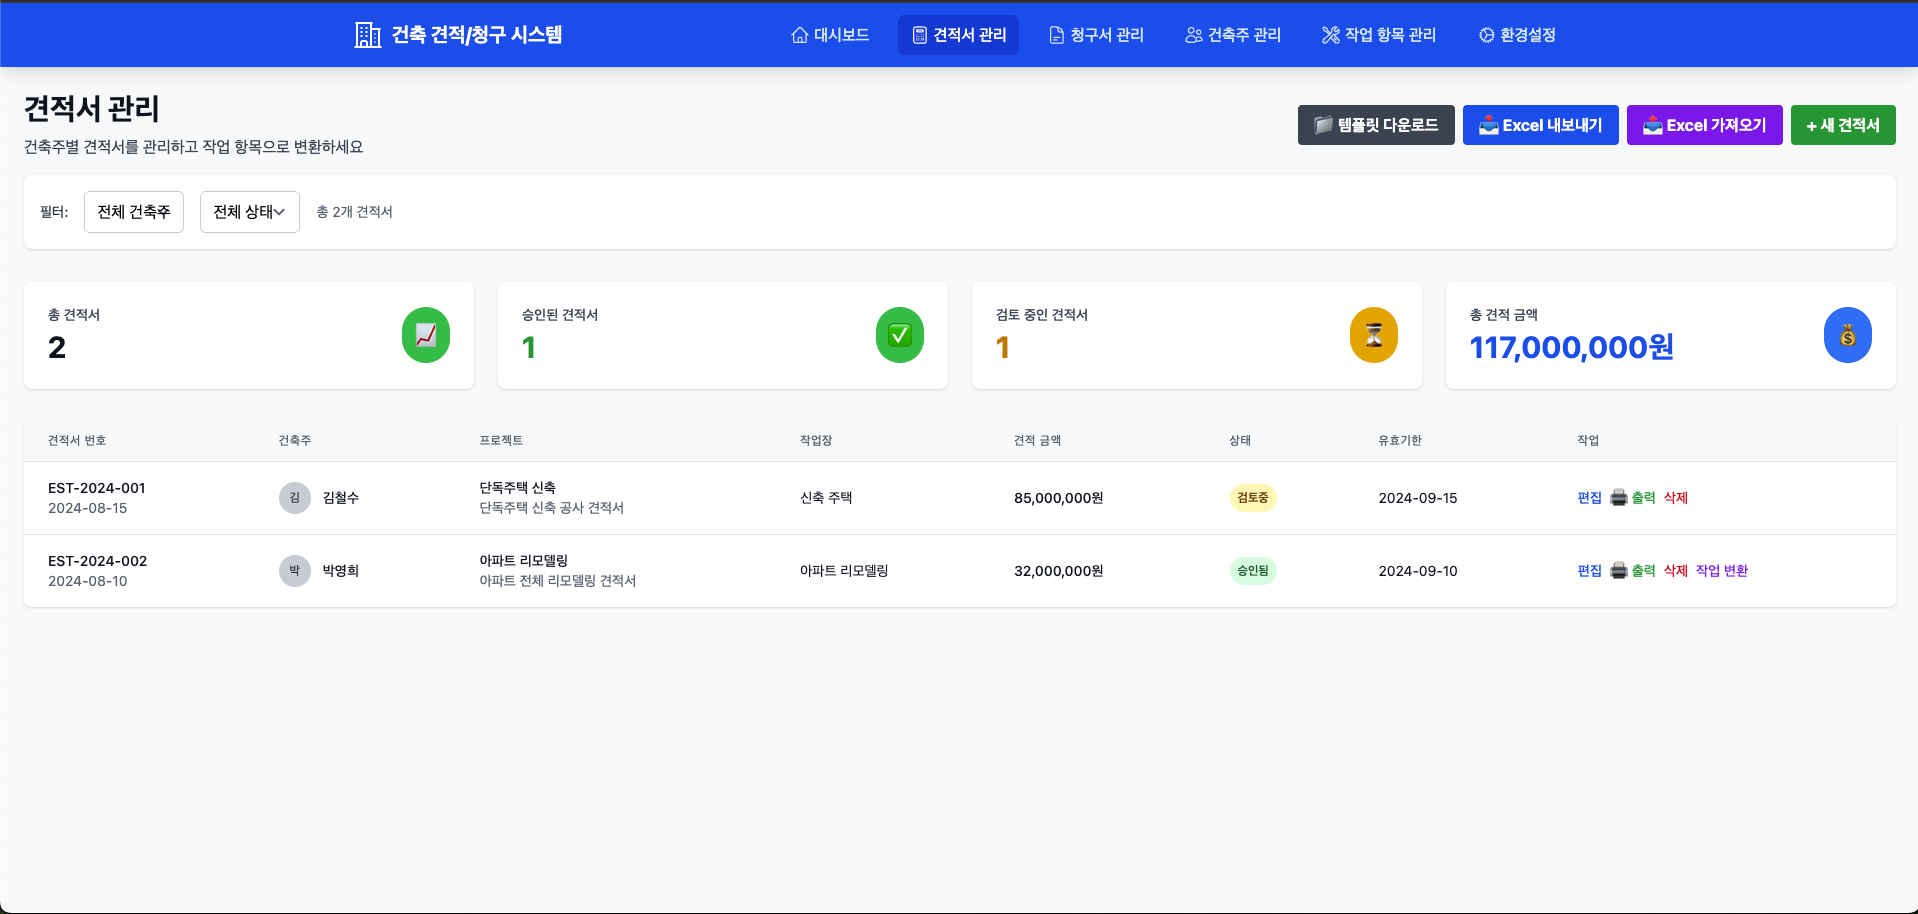 건축 견적/청구 시스템
대시보드
견적서 관리
청구서 관리
건축주 관리
작업 항목 관리
환경설정
견적서 관리
건축주별 견적서를 관리하고 작업 항목으로 변환하세요
템플릿 다운로드
Excel 내보내기
Excel 가져오기
+ 새 견적서
필터:
전체 건축주
전체 상태
총 2개 견적서
총 견적서
2
승인된 견적서
1
검토 중인 견적서
1
총 견적 금액
117,000,000원
견적서 번호 건축주 프로젝트 작업장 견적 금액 상태 유효기한 작업
EST-2024-001
2024-08-15
김 김철수
단독주택 신축
단독주택 신축 공사 견적서
신축 주택
85,000,000원
검토중
2024-09-15
편집 출력 삭제
EST-2024-002
2024-08-10
박 박영희
아파트 리모델링
아파트 전체 리모델링 견적서
아파트 리모델링
32,000,000원
승인됨
2024-09-10
편집 출력 삭제 작업 변환